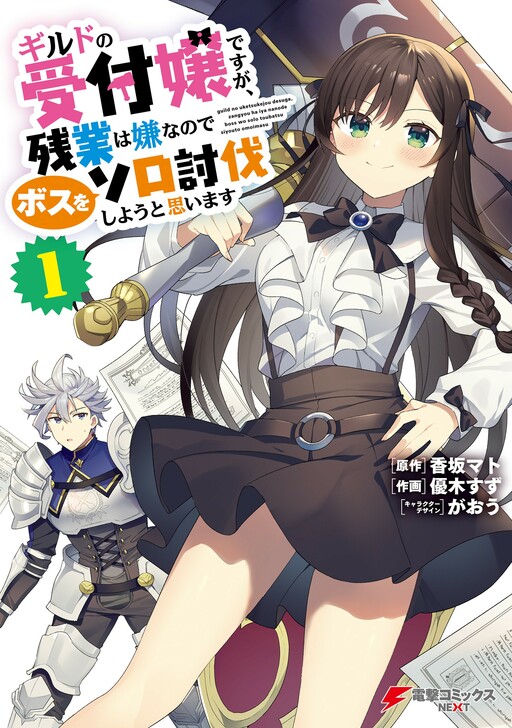 ギルドの
受付嬢ですが、
guild no uketsukejou desuga,
zangyou ha iya nanode
boss wo solo toubatsu
siyouto omoimasu
残業は嫌なので
ボスをソロ討伐
しようと思います
1
[原作]香坂マト
[作画]優木すず
[キャラクターデザイン]がおう
電撃コミックス
NEXT